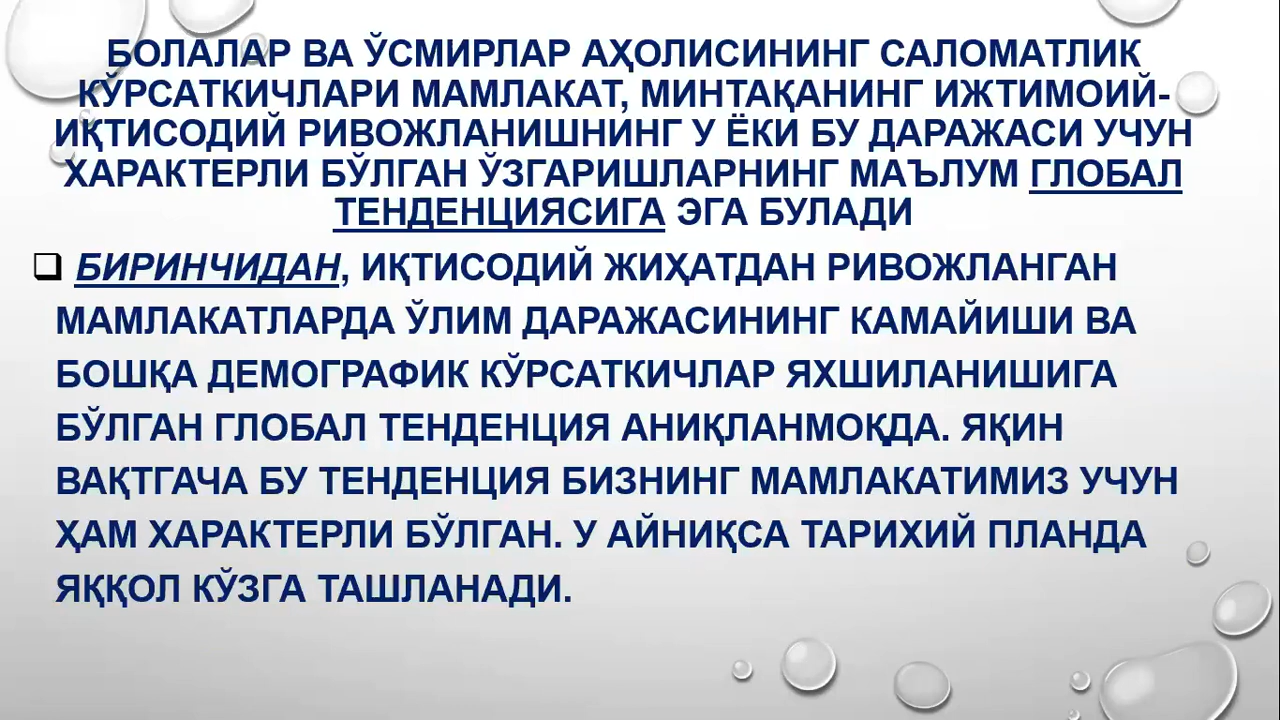 БОЛАЛАР ВА ЎСМИРЛАР АҲОЛИСИНИНГ САЛОМАТЛИК
КЎРСАТКИЧЛАРИ МАМЛАКАТ, МИНТАҚАНИНГ ИЖТИМОИЙ-
ИҚТИСОДИЙ РИВОЖЛАНИШНИНГ У ЁКИ БУ ДАРАЖАСИ УЧУН
ХАРАКТЕРЛИ БЎЛГАН ЎЗГАРИШЛАРНИНГ МАЪЛУМ ГЛОБАЛ
ТЕНДЕНЦИЯСИГА ЭГА БУЛАДИ
БИРИНЧИДАН, ИҚТИСОДИЙ ЖИҲАТДАН РИВОЖЛАНГАН
МАМЛАКАТЛАРДА ЎЛИМ ДАРАЖАСИНИНГ КАМАЙИШИ ВА
БОШҚА ДЕМОГРАФИК КЎРСАТКИЧЛАР ЯХШИЛАНИШИГА
БЎЛГАН ГЛОБАЛ ТЕНДЕНЦИЯ АНИҚЛАНМОҚДА. ЯҚИН
ВАҚТГАЧА БУ ТЕНДЕНЦИЯ БИЗНИНГ МАМЛАКАТИМИЗ УЧУН
ҲАМ ХАРАКТЕРЛИ БЎЛГАН. У АЙНИҚСА ТАРИХИЙ ПЛАНДА
ЯҚҚОЛ КЎЗГА ТАШЛАНАДИ.